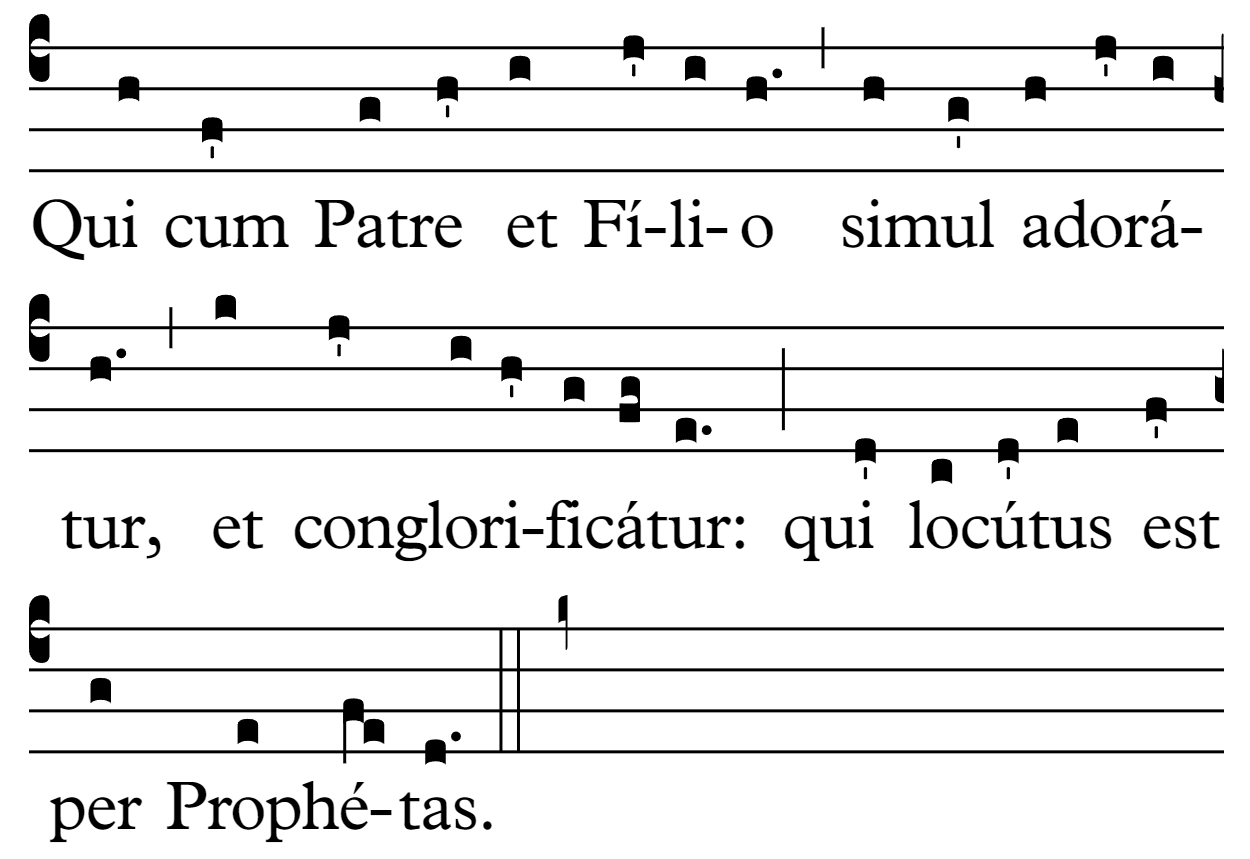 Qui cum Patre et Fí-li-o simul adorá-
tur, et conglori-ficátur: qui locútus est
per Prophé-tas.